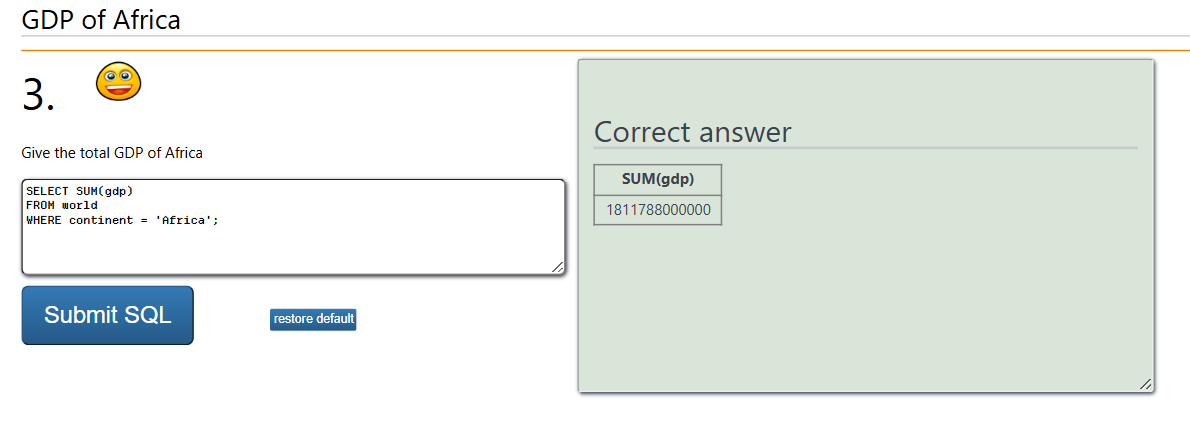 GDP of Africa
3.
Give the total GDP of Africa
SELECT SUM(gdp)
FROM world
WHERE continent = 'Africa';
Submit SQL
restore default
Correct answer
SUM(gdp)
1811788000000